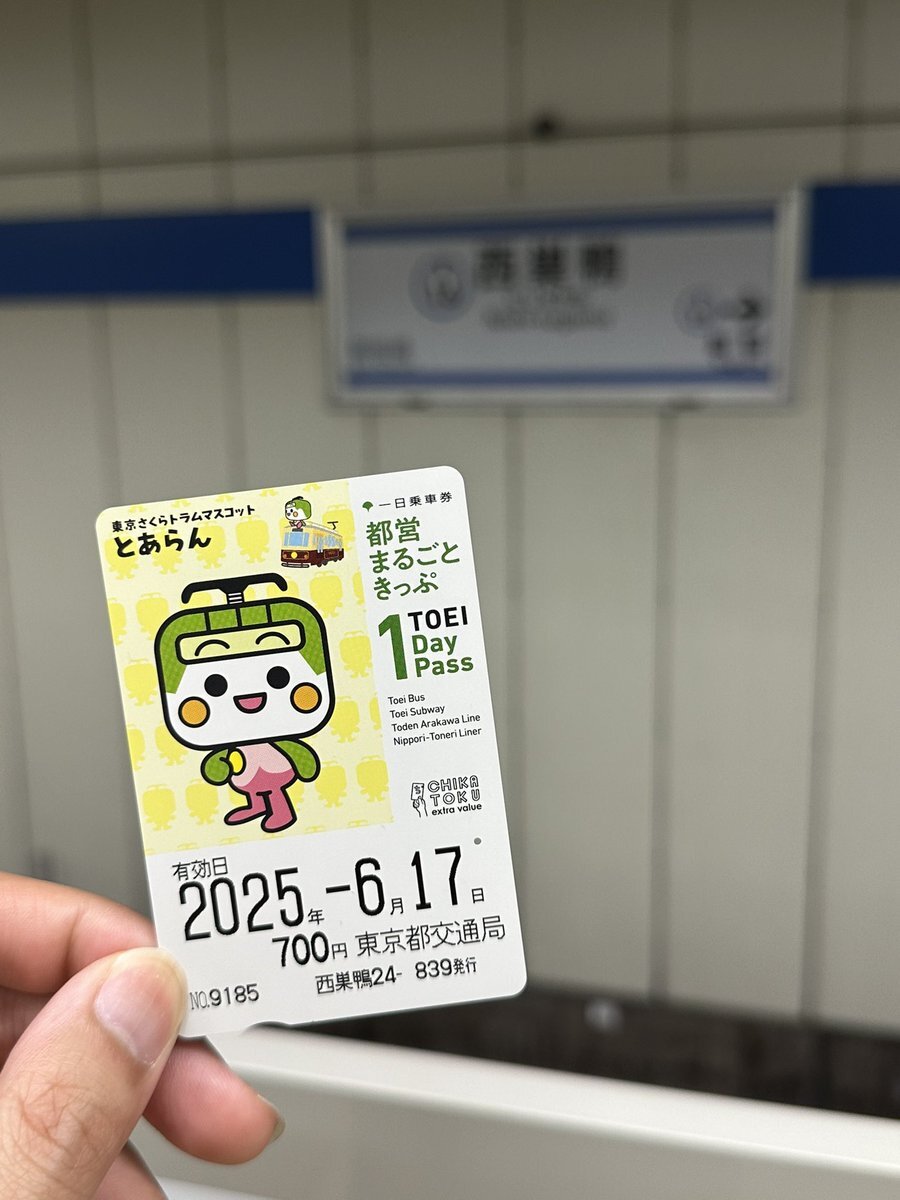 西巣鴨
東京さくらトラムマスコット
とあらん
一日乗車券
都営
まるごと
きっぷ
1 TOEI
Day
Pass
Toei Bus
Toei Subway
Toden Arakawa Line
Nippori-Toneri Liner
CHIKA
TOKU
extra value
有効日
2025年-6月17日
700円 東京都交通局
西巣鴨24- 839発行
NO.9185